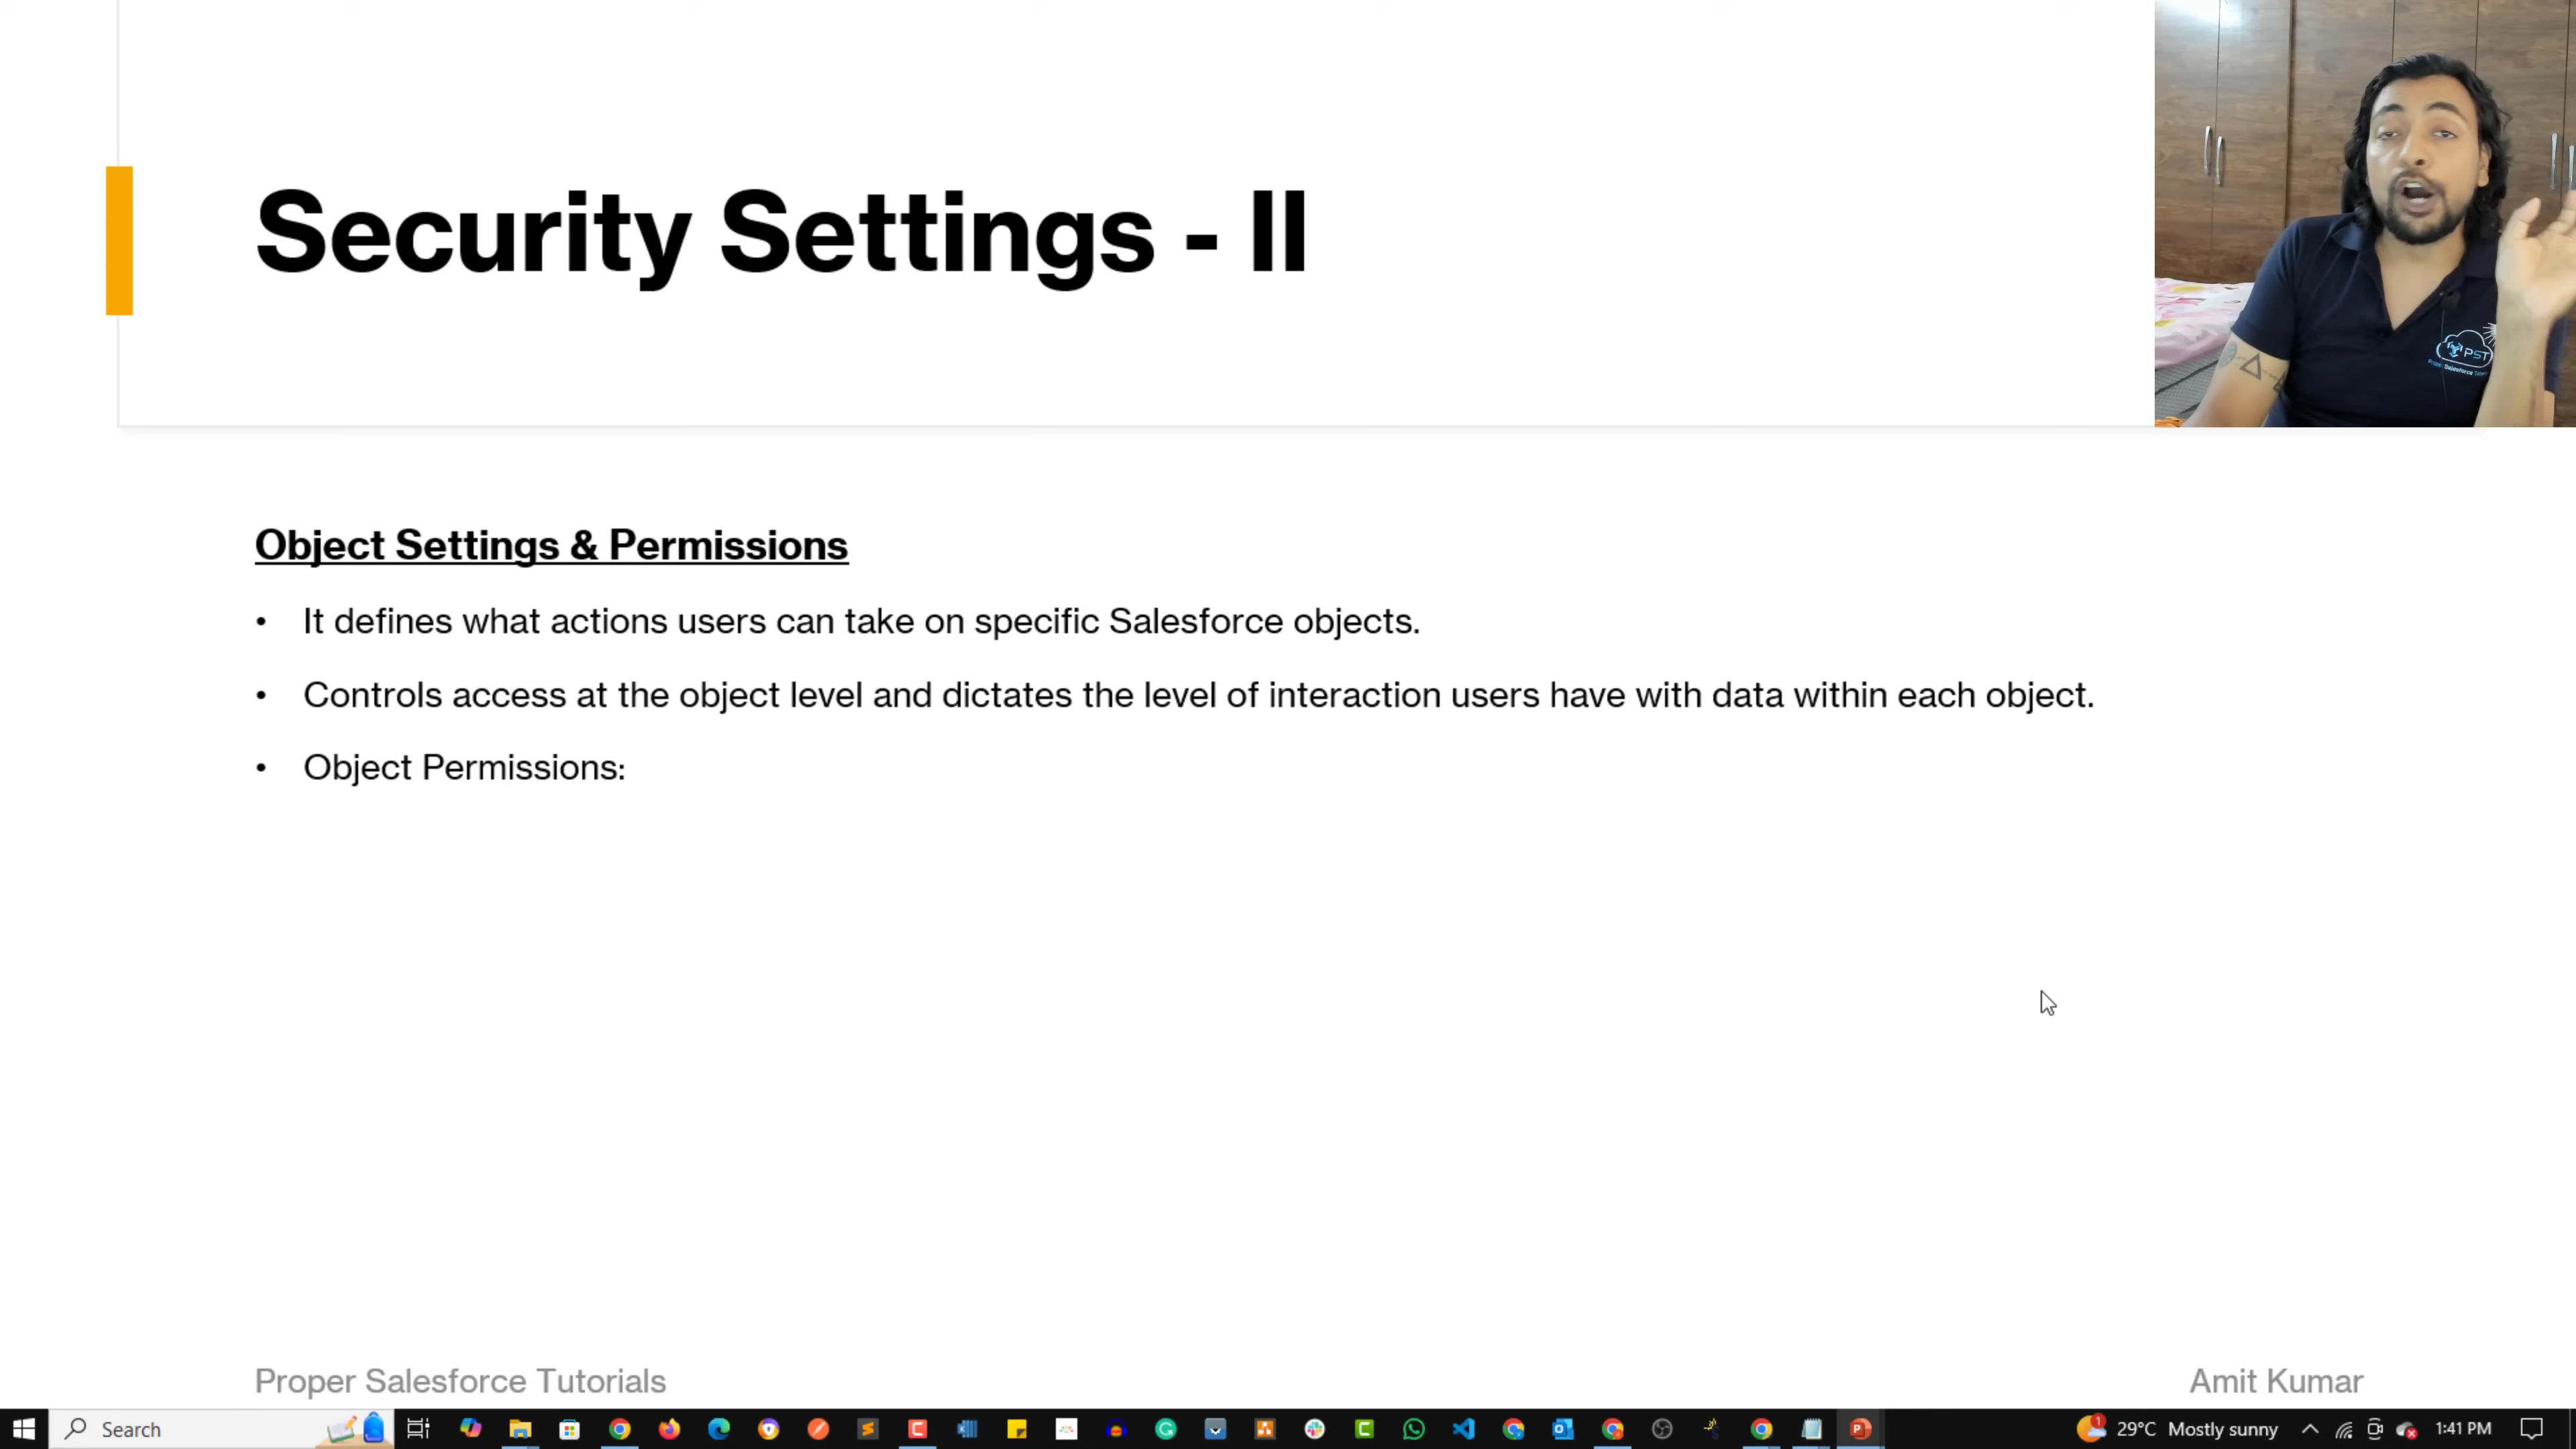 Security Settings - II
PST
Object Settings & Permissions
• It defines what actions users can take on specific Salesforce objects.
• Controls access at the object level and dictates the level of interaction users have with data within each object.
• Object Permissions:
Proper Salesforce Tutorials
Amit Kumar
Search
29°C Mostly sunny
1:41 PM